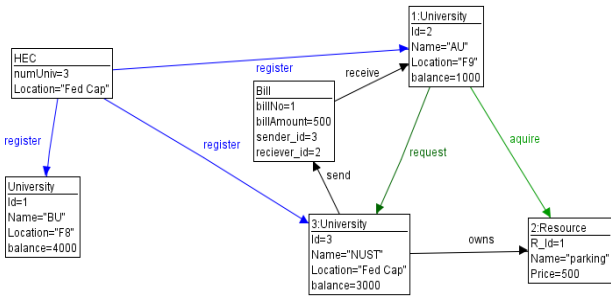 1:University
Id=2
Name="AU"
Location="F9"
balance=1000
HEC
numUniv=3
Location="Fed Cap"
register
receive
Bill
billNo=1
billAmount=500
sender_id=3
reciever_id=2
register
register
request
aquire
send
University
Id=1
Name="BU"
Location="F8"
balance=4000
3:University
Id=3
Name="NUST"
Location="Fed Cap"
balance=3000
owns
2:Resource
R_Id=1
Name="parking"
Price=500